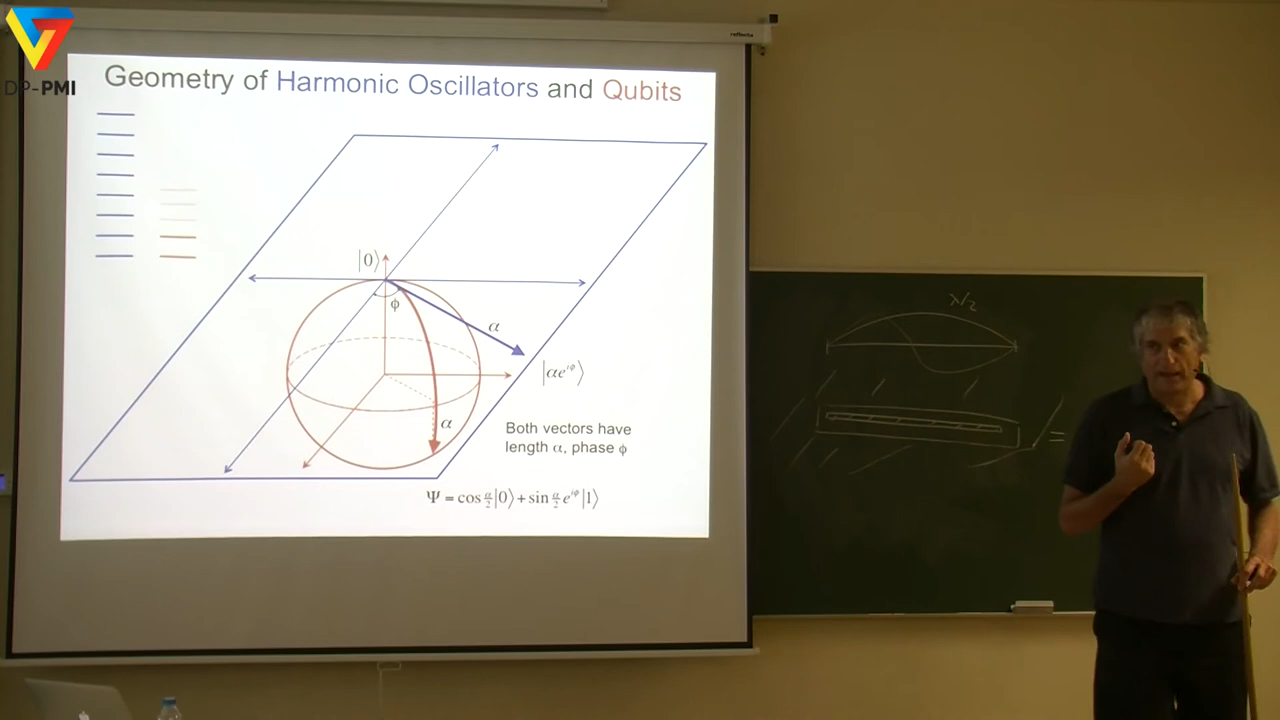 reflecta
DP-PMI
Geometry of Harmonic Oscillators and Qubits
|0⟩
ϕ
α
|αe^{iφ}⟩
α
Both vectors have
length α, phase ϕ
Ψ = cos α/2 |0⟩ + sin α/2 e^{iφ} |1⟩
λ/2
=